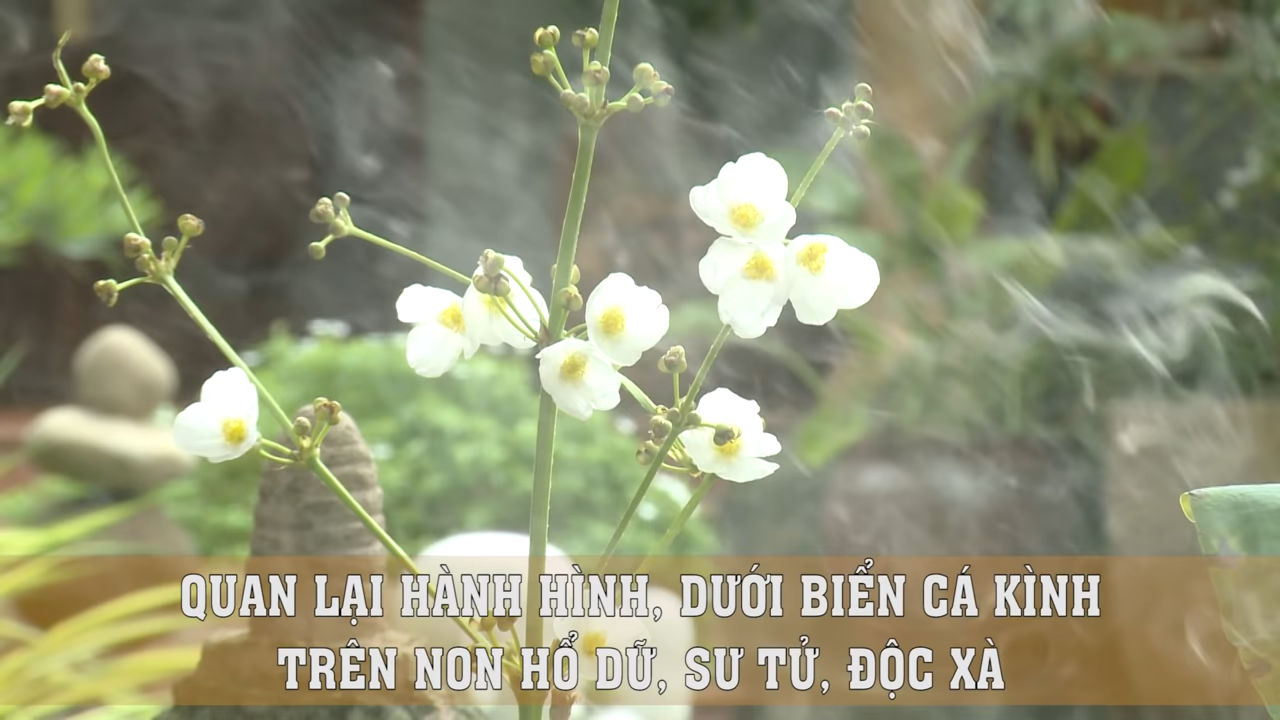 QUAN LẠI HÀNH HÌNH, DƯỚI BIỂN CÁ KÌNH
TRÊN NON HỔ DỮ, SƯ TỬ, ĐỘC XÀ